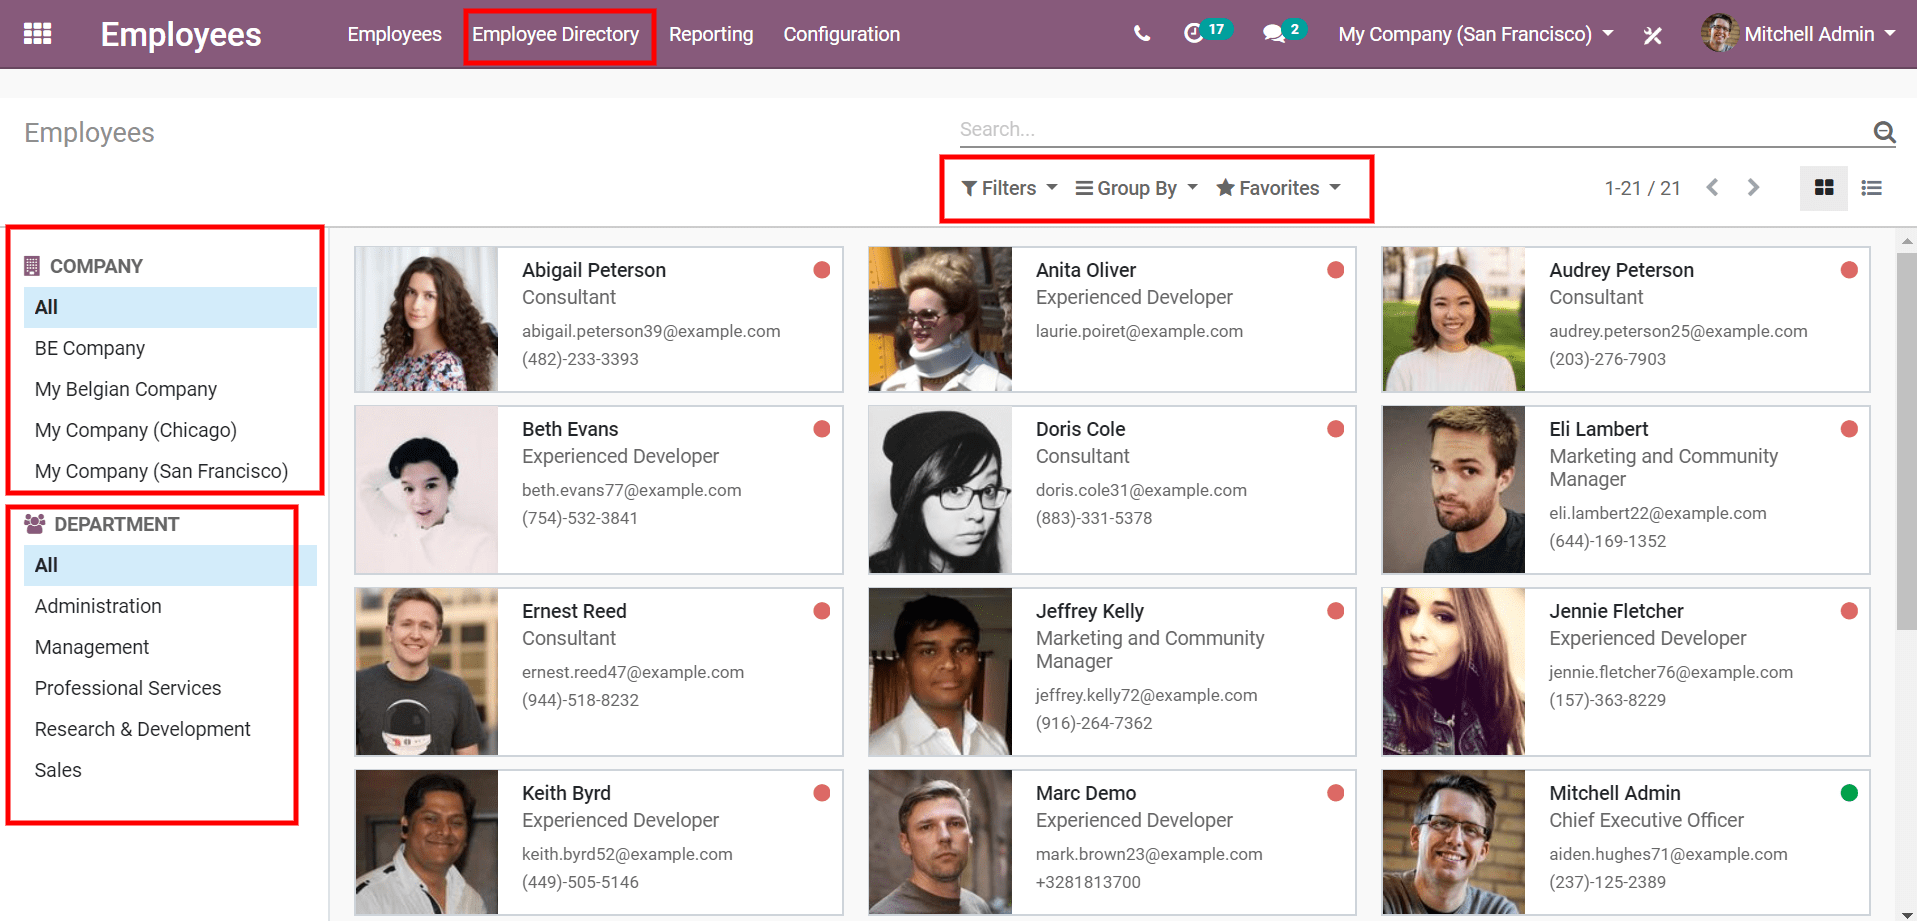 Employees
Employees Employee Directory Reporting Configuration
17 2 My Company (San Francisco) Mitchell Admin
Employees
Search...
Filters Group By Favorites
1-21 / 21
COMPANY
All
BE Company
My Belgian Company
My Company (Chicago)
My Company (San Francisco)
DEPARTMENT
All
Administration
Management
Professional Services
Research & Development
Sales
Abigail Peterson
Consultant
abigail.peterson39@example.com
(482)-233-3393
Anita Oliver
Experienced Developer
laurie.poiret@example.com
Audrey Peterson
Consultant
audrey.peterson25@example.com
(203)-276-7903
Beth Evans
Experienced Developer
beth.evans77@example.com
(754)-532-3841
Doris Cole
Consultant
doris.cole31@example.com
(883)-331-5378
Eli Lambert
Marketing and Community
Manager
eli.lambert22@example.com
(644)-169-1352
Ernest Reed
Consultant
ernest.reed47@example.com
(944)-518-8232
Jeffrey Kelly
Marketing and Community
Manager
jeffrey.kelly72@example.com
(916)-264-7362
Jennie Fletcher
Experienced Developer
jennie.fletcher76@example.com
(157)-363-8229
Keith Byrd
Experienced Developer
keith.byrd52@example.com
(449)-505-5146
Marc Demo
Experienced Developer
mark.brown23@example.com
+3281813700
Mitchell Admin
Chief Executive Officer
aiden.hughes71@example.com
(237)-125-2389